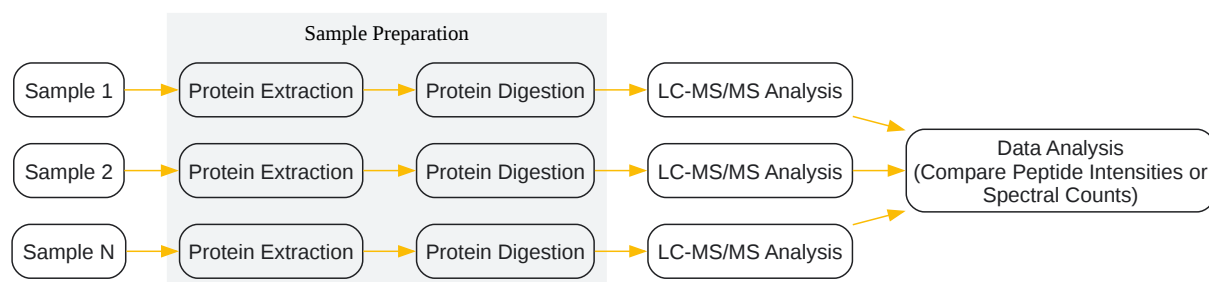 Sample Preparation
Sample 1
Protein Extraction
Protein Digestion
LC-MS/MS Analysis
Sample 2
Protein Extraction
Protein Digestion
LC-MS/MS Analysis
Data Analysis
(Compare Peptide Intensities or
Spectral Counts)
Sample N
Protein Extraction
Protein Digestion
LC-MS/MS Analysis